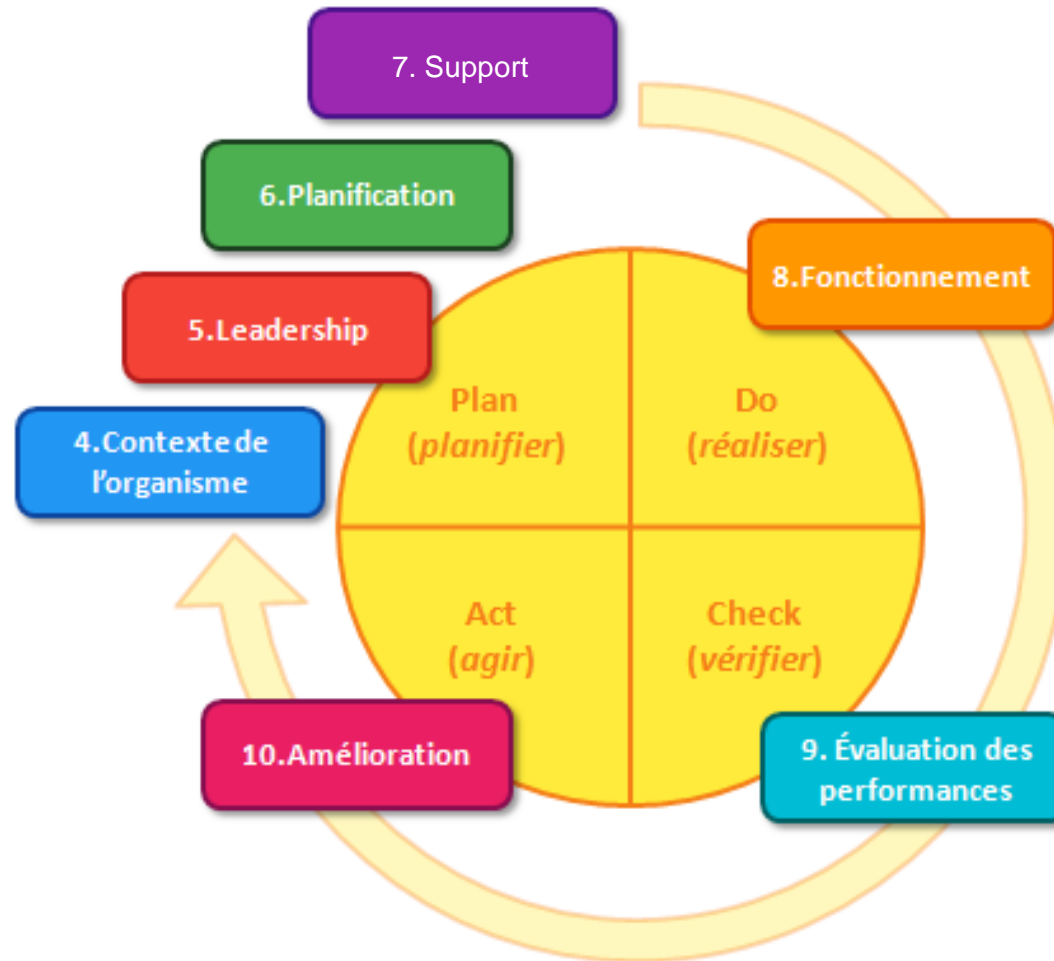 7. Support
6.Planification
5.Leadership
4.Contexte de
l'organisme
8.Fonctionnement
Plan
(planifier)
Do
(réaliser)
Act
(agir)
Check
(vérifier)
10.Amélioration
9. Évaluation des
performances